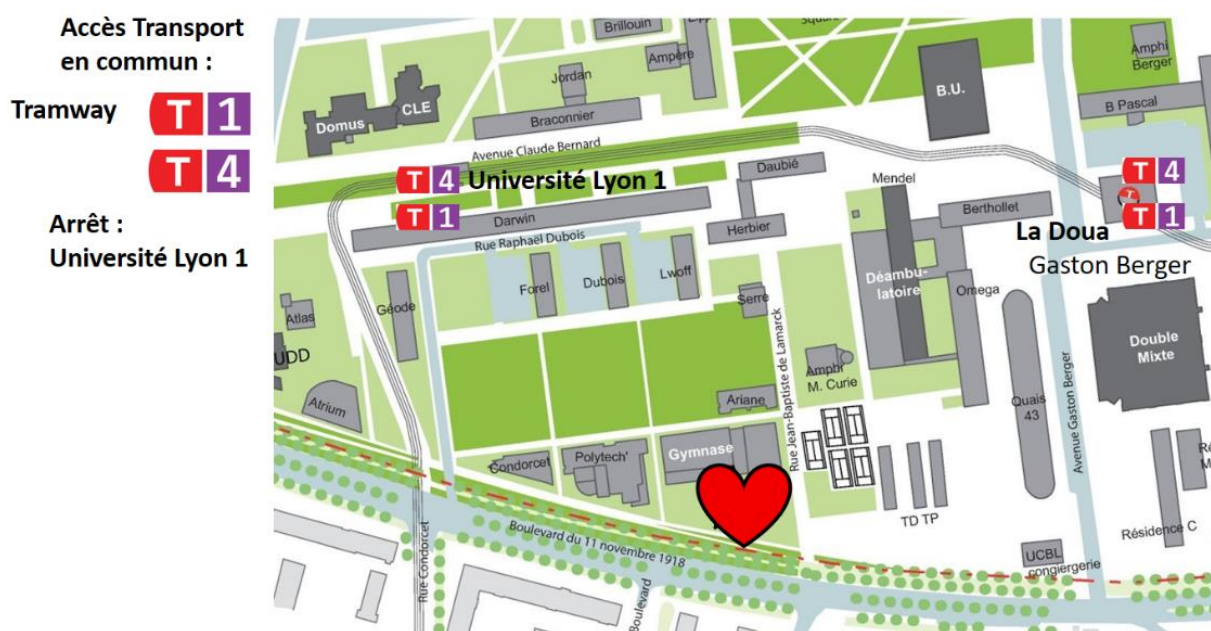 Accès Transport
en commun :
Tramway T 1
T 4
Arrêt :
Université Lyon 1
Brillouin
Ampère
Jordan
Braconnier
Domus
CLE
Avenue Claude Bernard
B.U.
Amphi
Berger
B Pascal
T 4 Université Lyon 1
T 1
Darwin
Rue Raphaël Dubois
Daubié
Herbier
Mendel
Berthollet
T 4
T
T 1
La Doua
Gaston Berger
Forel
Dubois
Lwoff
Serre
Déambu-
latoire
Omega
Géode
Atlas
UDD
Atrium
Double
Mixte
Amphi
M. Curie
Ariane
Rue Jean-Baptiste de Lamarck
Quais
43
Avenue Gaston Berger
Condorcet
Polytech'
Gymnase
TD TP
Résidence C
Ré
M.
UCBL
congiergerie
Boulevard du 11 novembre 1918
Rue Condorcet
Boulevard